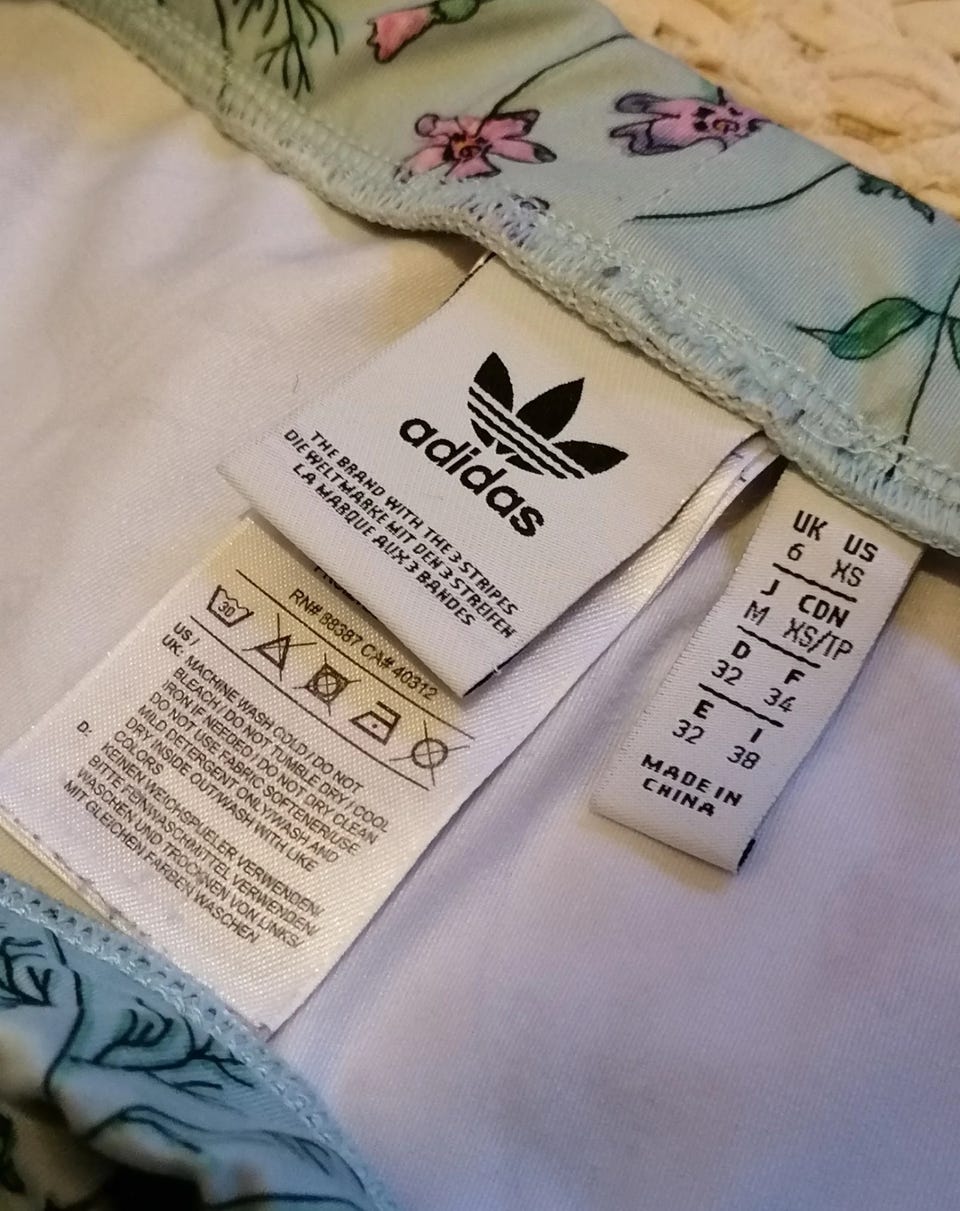 adidas
THE BRAND WITH THE 3 STRIPES
DIE WELTMARKE MIT DEN 3 STREIFEN
LA MARQUE AUX 3 BANDES
RN# 88387 CA# 40312
30
US/
UK: MACHINE WASH COLD / DO NOT
BLEACH / DO NOT TUMBLE DRY / COOL
IRON IF NEEDED / DO NOT DRY CLEAN
DO NOT USE FABRIC SOFTENER/USE
MILD DETERGENT ONLY/WASH AND
DRY INSIDE OUT/WASH WITH LIKE
COLORS
D: KEINEN WEICHSPUELER VERWENDEN/
BITTE FEINWASCHMITTEL VERWENDEN/
WASCHEN UND TROCKNEN VON LINKS/
MIT GLEICHEN FARBEN WASCHEN
UK US
6 XS
J CDN
M XS/TP
D F
32 34
E I
32 38
MADE IN
CHINA